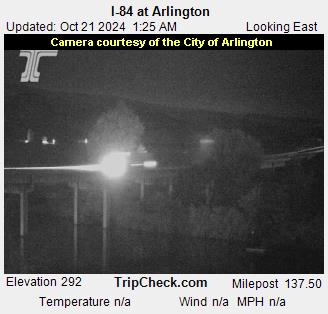 I-84 at Arlington
Updated: Oct 21 2024 1:25 AM Looking East
Camera courtesy of the City of Arlington
Elevation 292 TripCheck.com Milepost 137.50
Temperature n/a Wind n/a MPH n/a